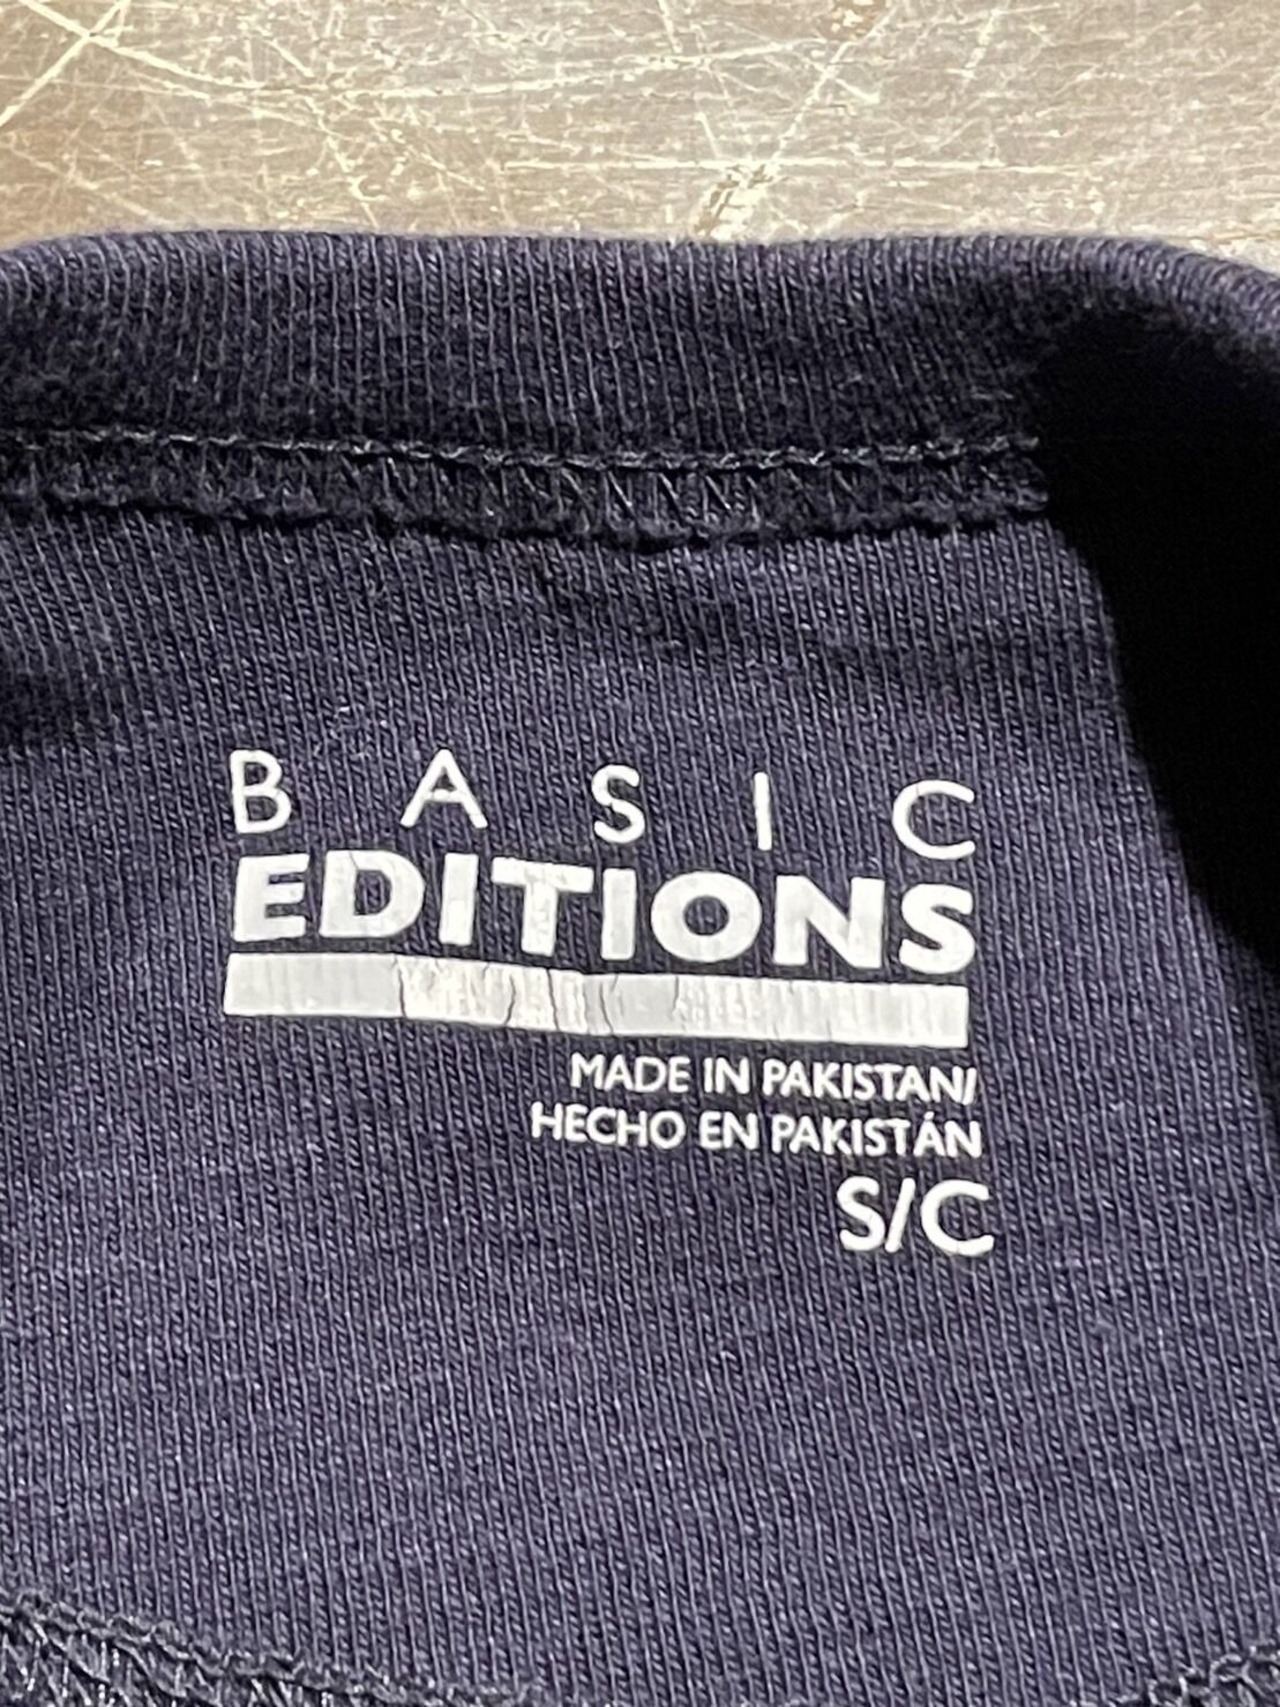 BASIC
EDITIONS
MADE IN PAKISTAN/
HECHO EN PAKISTÁN
S/C